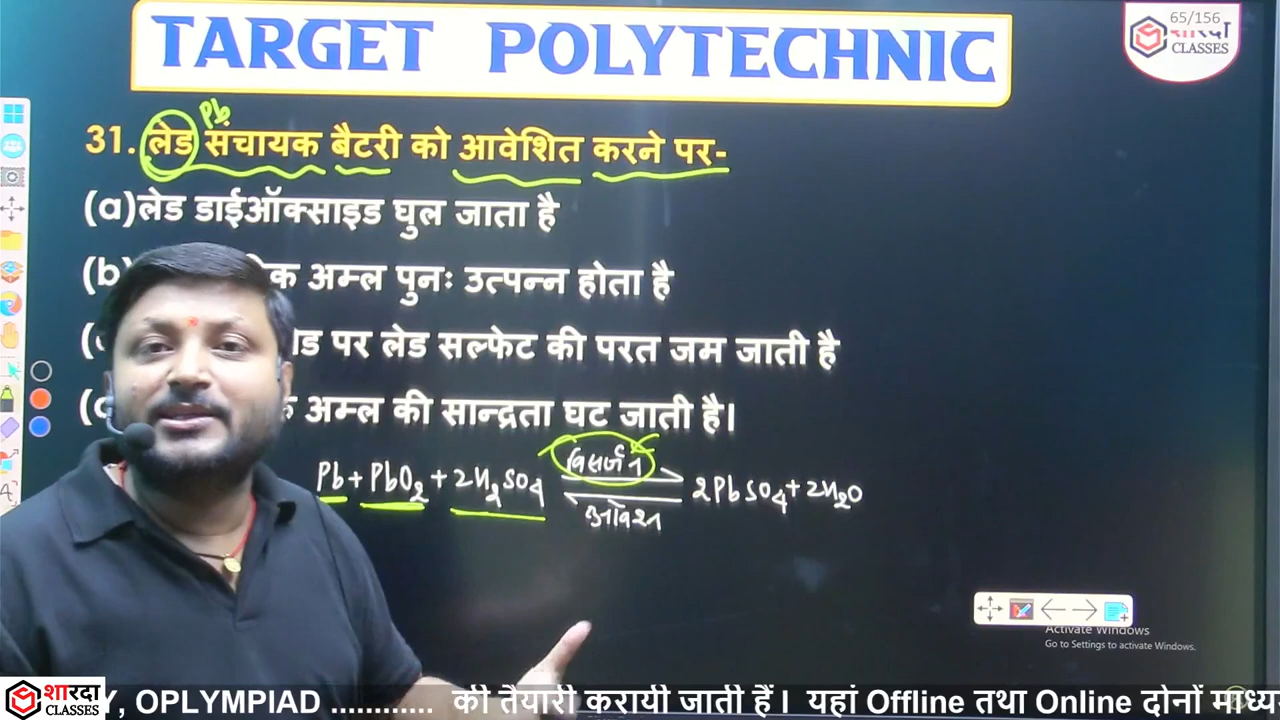 TARGET POLYTECHNIC
65/156
शारदा
CLASSES
Pb
31. लेड संचायक बैटरी को आवेशित करने पर-
(a)लेड डाईऑक्साइड घुल जाता है
(b) क अम्ल पुनः उत्पन्न होता है
ड पर लेड सल्फेट की परत जम जाती है
अम्ल की सान्द्रता घट जाती है।
विसर्जन
Pb + PbO2 + 2H2SO4 2PbSO4 + 2H2O
आवेशन
Activate Windows
Go to Settings to activate Windows.
शारदा
CLASSES
Y, OPLYMPIAD ............ की तैयारी करायी जाती हैं। यहां Offline तथा Online दोनों